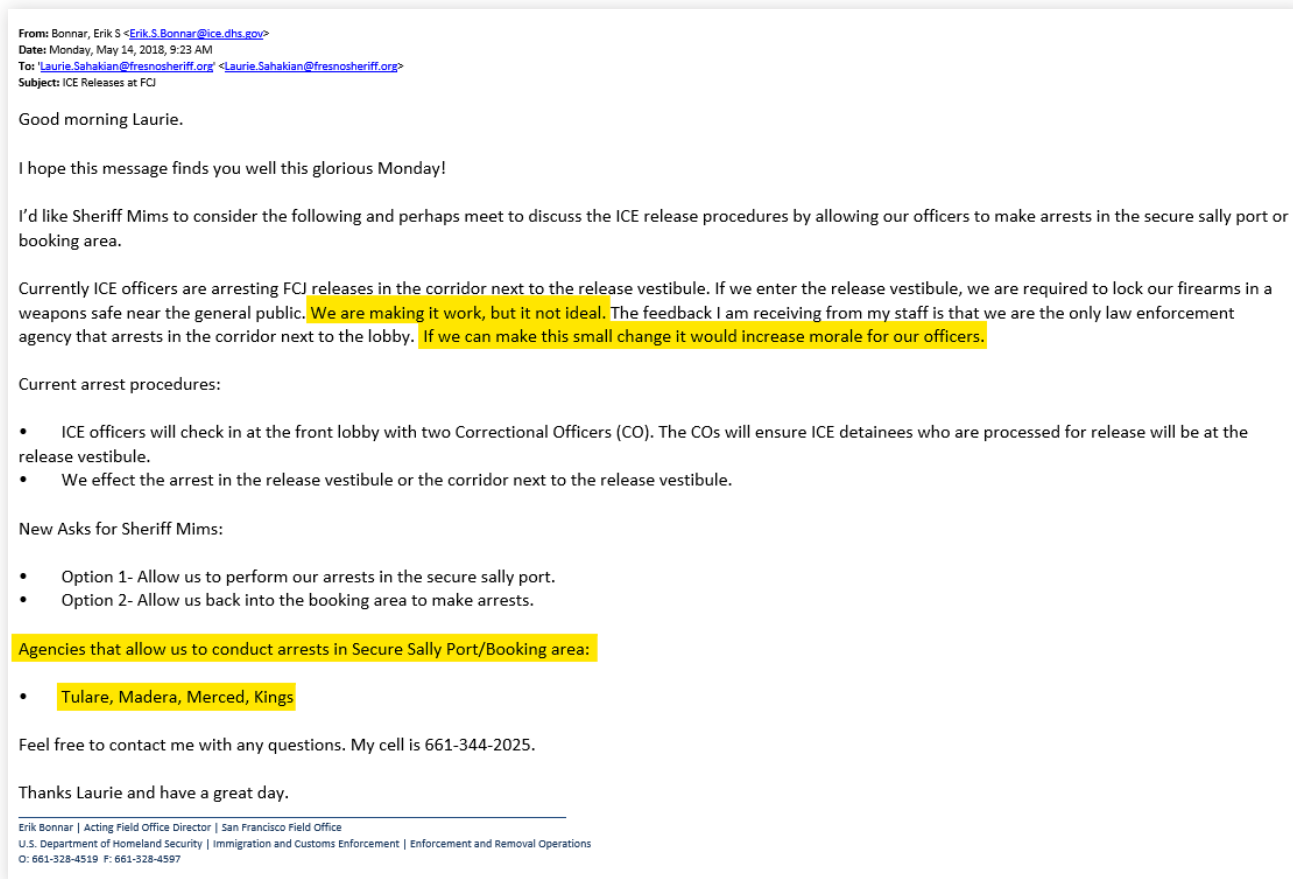 From: Bonnar, Erik S <Erik.S.Bonnar@ice.dhs.gov>
Date: Monday, May 14, 2018, 9:23 AM
To: 'Laurie.Sahakian@fresnosheriff.org' <Laurie.Sahakian@fresnosheriff.org>
Subject: ICE Releases at FCJ
Good morning Laurie.
I hope this message finds you well this glorious Monday!
I'd like Sheriff Mims to consider the following and perhaps meet to discuss the ICE release procedures by allowing our officers to make arrests in the secure sally port or
booking area.
Currently ICE officers are arresting FCJ releases in the corridor next to the release vestibule. If we enter the release vestibule, we are required to lock our firearms in a
weapons safe near the general public. We are making it work, but it not ideal. The feedback I am receiving from my staff is that we are the only law enforcement
agency that arrests in the corridor next to the lobby. If we can make this small change it would increase morale for our officers.
Current arrest procedures:
• ICE officers will check in at the front lobby with two Correctional Officers (CO). The COs will ensure ICE detainees who are processed for release will be at the
release vestibule.
• We effect the arrest in the release vestibule or the corridor next to the release vestibule.
New Asks for Sheriff Mims:
• Option 1- Allow us to perform our arrests in the secure sally port.
• Option 2- Allow us back into the booking area to make arrests.
Agencies that allow us to conduct arrests in Secure Sally Port/Booking area:
• Tulare, Madera, Merced, Kings
Feel free to contact me with any questions. My cell is 661-344-2025.
Thanks Laurie and have a great day.
Erik Bonnar | Acting Field Office Director | San Francisco Field Office
U.S. Department of Homeland Security | Immigration and Customs Enforcement | Enforcement and Removal Operations
O: 661-328-4519 F: 661-328-4597